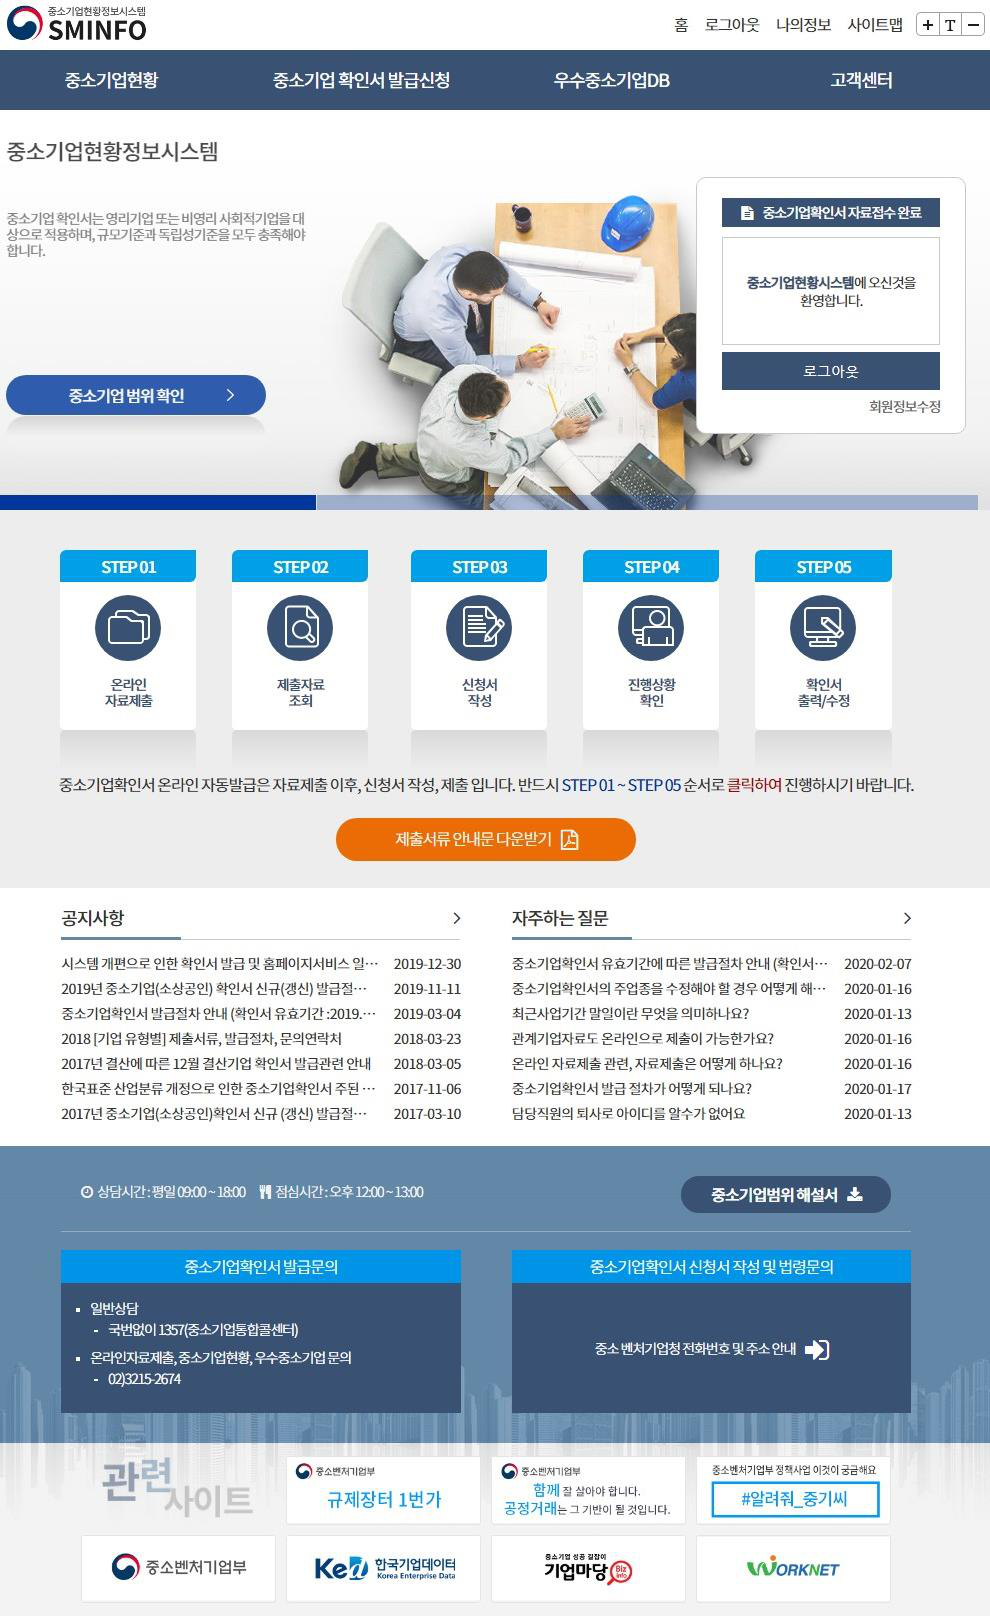 중소기업현황정보시스템
SMINFO
홈 로그아웃 나의정보 사이트맵 + T −
중소기업현황 중소기업 확인서 발급신청 우수중소기업DB 고객센터
중소기업현황정보시스템
중소기업 확인서는 영리기업 또는 비영리 사회적기업을 대
상으로 적용하며, 규모기준과 독립성기준을 모두 충족해야
합니다.
중소기업 범위 확인
중소기업확인서 자료접수 완료
중소기업현황시스템에 오신것을
환영합니다.
로그아웃
회원정보수정
STEP 01
온라인
자료제출
STEP 02
제출자료
조회
STEP 03
신청서
작성
STEP 04
진행상황
확인
STEP 05
확인서
출력/수정
중소기업확인서 온라인 자동발급은 자료제출 이후, 신청서 작성, 제출 입니다. 반드시 STEP 01 ~ STEP 05 순서로 클릭하여 진행하시기 바랍니다.
제출서류 안내문 다운받기
공지사항
시스템 개편으로 인한 확인서 발급 및 홈페이지서비스 일… 2019-12-30
2019년 중소기업(소상공인) 확인서 신규(갱신) 발급절… 2019-11-11
중소기업확인서 발급절차 안내 (확인서 유효기간 :2019.… 2019-03-04
2018 [기업 유형별] 제출서류, 발급절차, 문의연락처 2018-03-23
2017년 결산에 따른 12월 결산기업 확인서 발급관련 안내 2018-03-05
한국표준 산업분류 개정으로 인한 중소기업확인서 주된 … 2017-11-06
2017년 중소기업(소상공인)확인서 신규 (갱신) 발급절… 2017-03-10
자주하는 질문
중소기업확인서 유효기간에 따른 발급절차 안내 (확인서… 2020-02-07
중소기업확인서의 주업종을 수정해야 할 경우 어떻게 해… 2020-01-16
최근사업기간 말일이란 무엇을 의미하나요? 2020-01-13
관계기업자료도 온라인으로 제출이 가능한가요? 2020-01-16
온라인 자료제출 관련, 자료제출은 어떻게 하나요? 2020-01-16
중소기업확인서 발급 절차가 어떻게 되나요? 2020-01-17
담당직원의 퇴사로 아이디를 알수가 없어요 2020-01-13
상담시간 : 평일 09:00 ~ 18:00 점심시간 : 오후 12:00 ~ 13:00
중소기업범위 해설서
중소기업확인서 발급문의
일반상담
- 국번없이 1357(중소기업통합콜센터)
온라인자료제출, 중소기업현황, 우수중소기업 문의
- 02)3215-2674
중소기업확인서 신청서 작성 및 법령문의
중소 벤처기업청 전화번호 및 주소 안내
관련
사이트
중소벤처기업부
규제장터 1번가
중소벤처기업부
함께 잘 살아야 합니다.
공정거래는 그 기반이 될 것입니다.
중소벤처기업부 정책사업 이것이 궁금해요
#알려줘_중기씨
중소벤처기업부
Ked 한국기업데이터
Korea Enterprise Data
중소기업 성공 길잡이
기업마당 Biz info
WORKNET